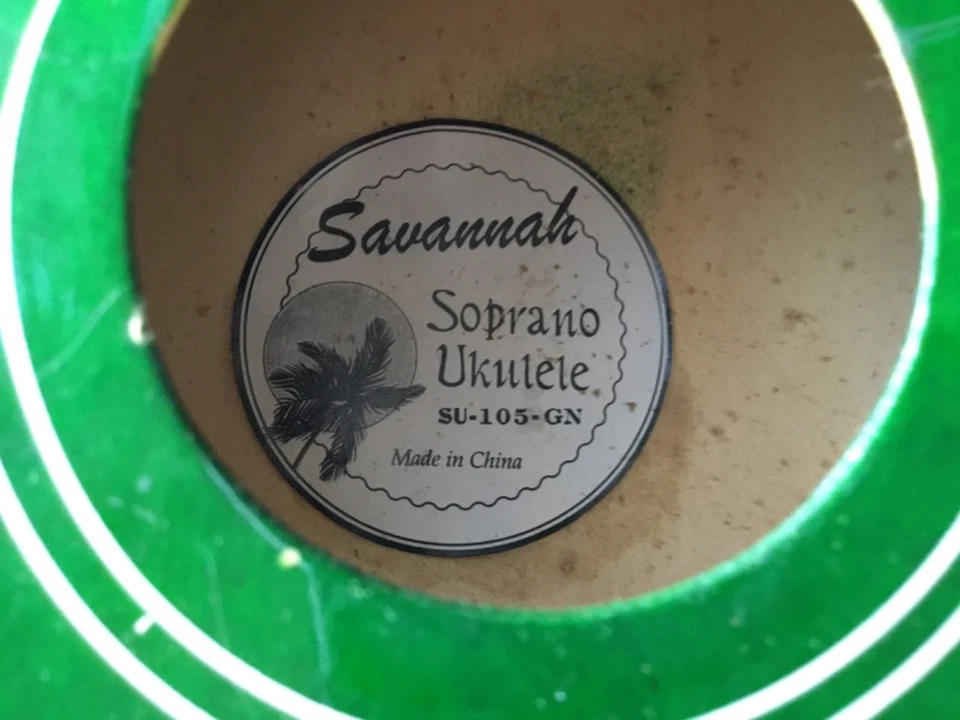 Savannah
Soprano
Ukulele
SU-105-GN
Made in China